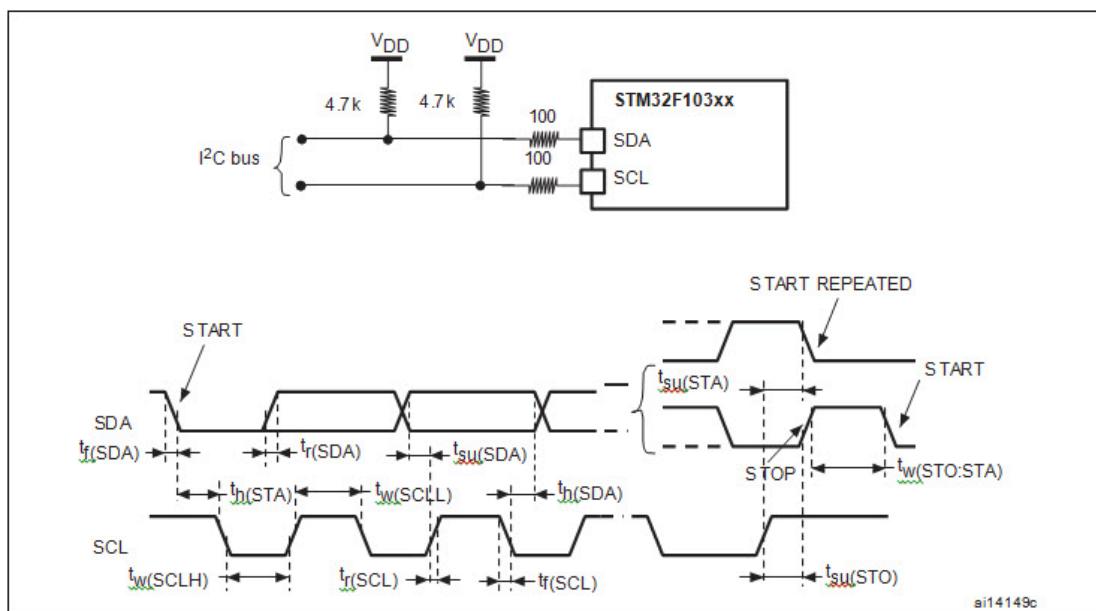 VDD VDD
4.7k 4.7k
STM32F103xx
100
SDA
I²C bus
100
SCL
START REPEATED
START
tsu(STA)
START
SDA
tf(SDA)
tr(SDA)
tsu(SDA)
STOP
tw(STO:STA)
th(STA)
tw(SCLL)
th(SDA)
SCL
tw(SCLH)
tr(SCL)
tf(SCL)
tsu(STO)
ai14149c